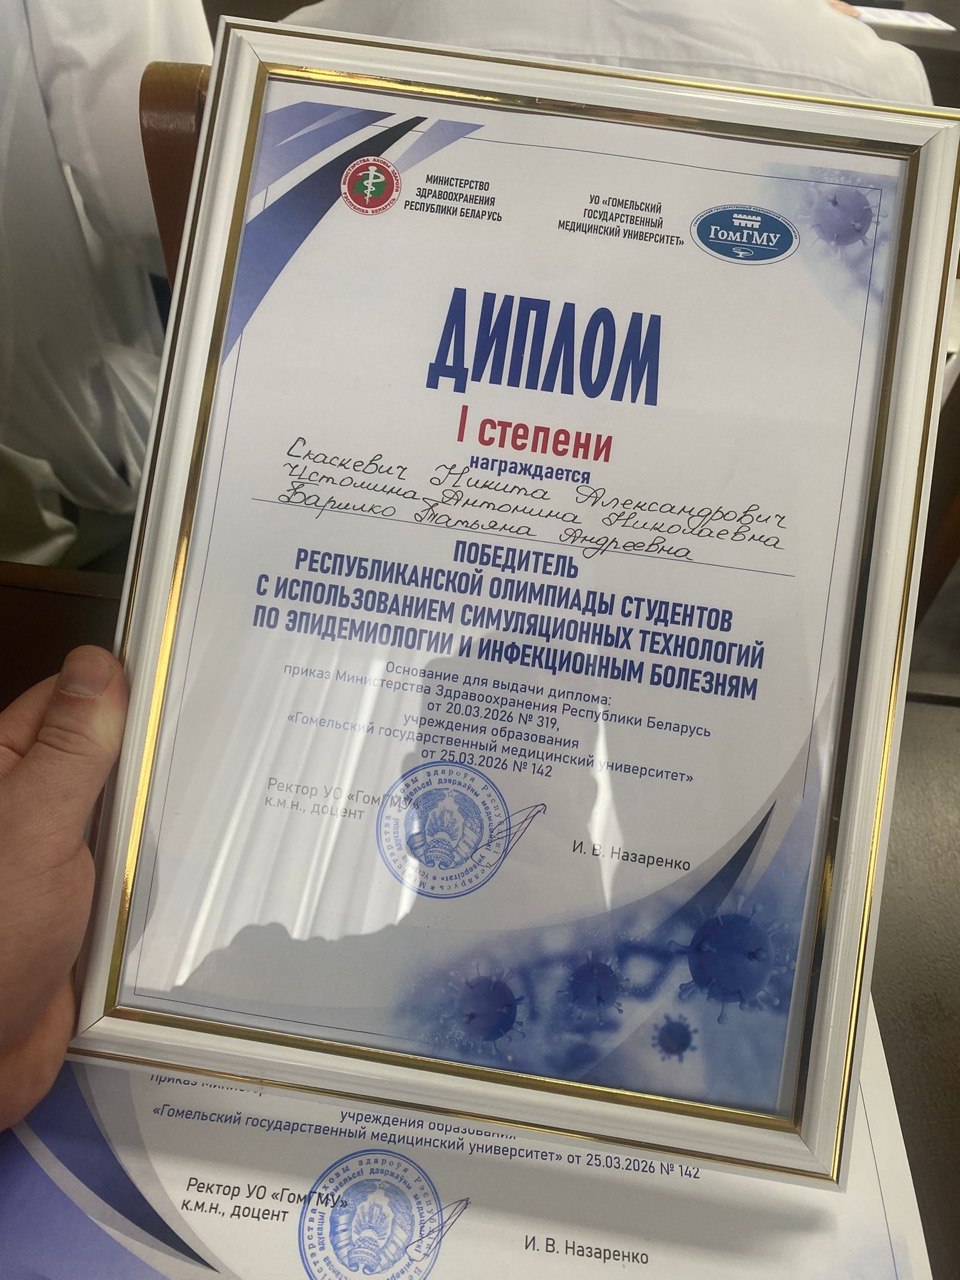 МИНИСТЕРСТВО
ЗДРАВООХРАНЕНИЯ
РЕСПУБЛИКИ БЕЛАРУСЬ
УО «ГОМЕЛЬСКИЙ
ГОСУДАРСТВЕННЫЙ
МЕДИЦИНСКИЙ УНИВЕРСИТЕТ»
ГомГМУ
ДИПЛОМ
I степени
награждается
Скаскевич Никита Александрович
Истомина Антонина Николаевна
Барилко Татьяна Андреевна
ПОБЕДИТЕЛЬ
РЕСПУБЛИКАНСКОЙ ОЛИМПИАДЫ СТУДЕНТОВ
С ИСПОЛЬЗОВАНИЕМ СИМУЛЯЦИОННЫХ ТЕХНОЛОГИЙ
ПО ЭПИДЕМИОЛОГИИ И ИНФЕКЦИОННЫМ БОЛЕЗНЯМ
Основание для выдачи диплома:
приказ Министерства Здравоохранения Республики Беларусь
от 20.03.2026 № 319,
учреждения образования
«Гомельский государственный медицинский университет»
от 25.03.2026 № 142
Ректор УО «ГомГМУ»
к.м.н., доцент
И. В. Назаренко
приказ
учреждения образования
«Гомельский государственный медицинский университет» от 25.03.2026 № 142
Ректор УО «ГомГМУ»
к.м.н., доцент
И. В. Назаренко